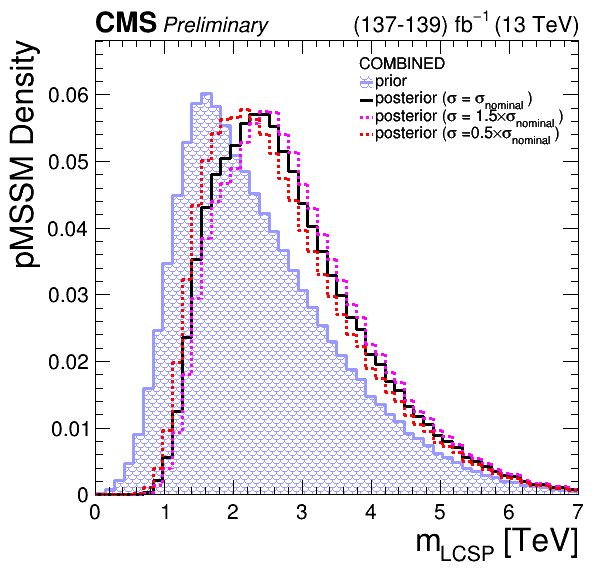 CMS Preliminary (137-139) fb⁻¹ (13 TeV)
COMBINED
prior
posterior (σ = σnominal)
posterior (σ = 1.5×σnominal)
posterior (σ =0.5×σnominal)
pMSSM Density
0.06
0.05
0.04
0.03
0.02
0.01
0
0 1 2 3 4 5 6 7
mLCSP [TeV]